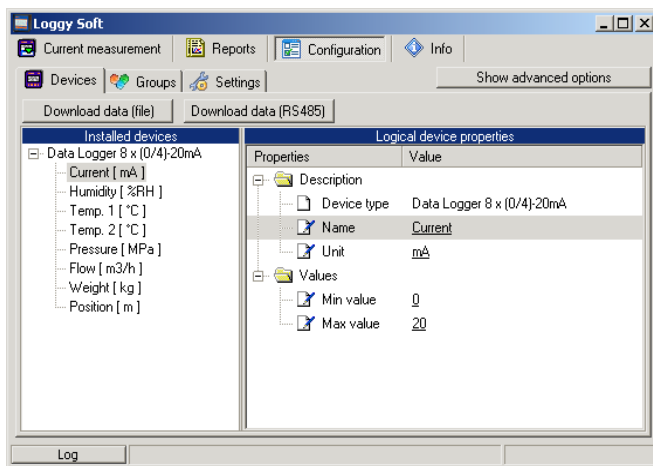 Loggy Soft
Current measurement Reports Configuration Info
Devices Groups Settings Show advanced options
Download data (file) Download data (RS485)
Installed devices
Data Logger 8 x (0/4)-20mA
Current [ mA ]
Humidity [ %RH ]
Temp. 1 [ °C ]
Temp. 2 [ °C ]
Pressure [ MPa ]
Flow [ m3/h ]
Weight [ kg ]
Position [ m ]
Logical device properties
Properties Value
Description
Device type Data Logger 8 x (0/4)-20mA
Name Current
Unit mA
Values
Min value 0
Max value 20
Log